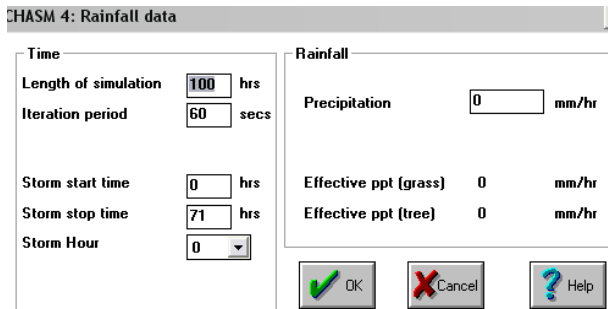 CHASM 4: Rainfall data
Time
Length of simulation 100 hrs
Iteration period 60 secs
Storm start time 0 hrs
Storm stop time 71 hrs
Storm Hour 0
Rainfall
Precipitation 0 mm/hr
Effective ppt (grass) 0 mm/hr
Effective ppt (tree) 0 mm/hr
OK Cancel Help